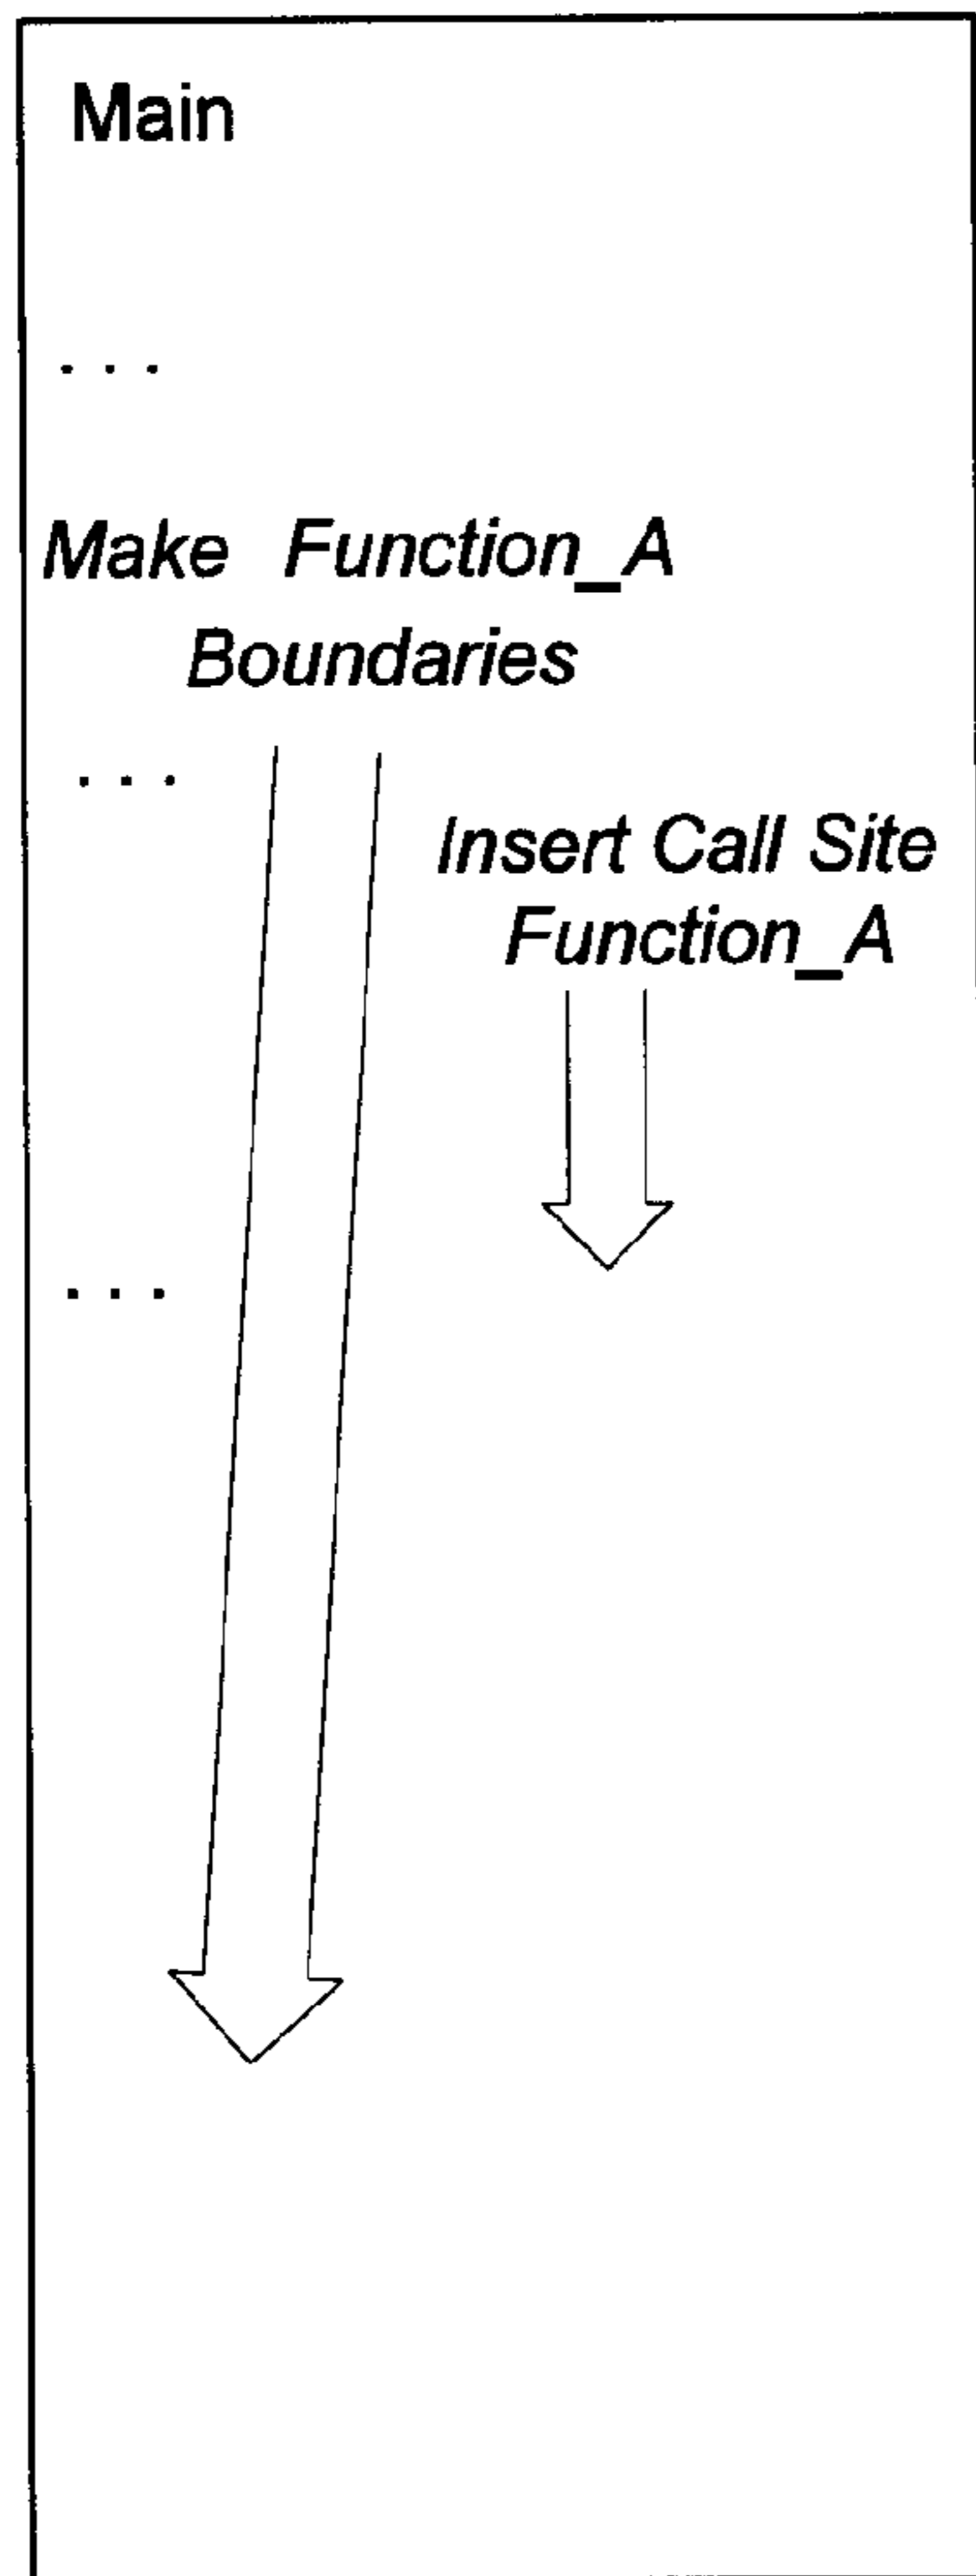 Main
. . .
Make Function_A
Boundaries
. . .
Insert Call Site
Function_A
. . .